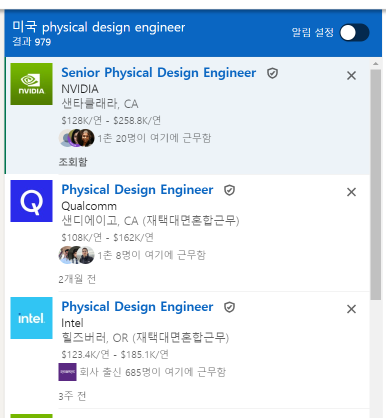 미국 physical design engineer
결과 979
알림 설정
nVIDIA
Senior Physical Design Engineer
NVIDIA
샌타클래라, CA
$128K/연 - $258.8K/연
1촌 20명이 여기에 근무함
조회함
Physical Design Engineer
Qualcomm
샌디에이고, CA (재택대면혼합근무)
$108K/연 - $162K/연
1촌 8명이 여기에 근무함
2개월 전
intel
Physical Design Engineer
Intel
힐즈버러, OR (재택대면혼합근무)
$123.4K/연 - $185.1K/연
회사 출신 685명이 여기에 근무함
3주 전